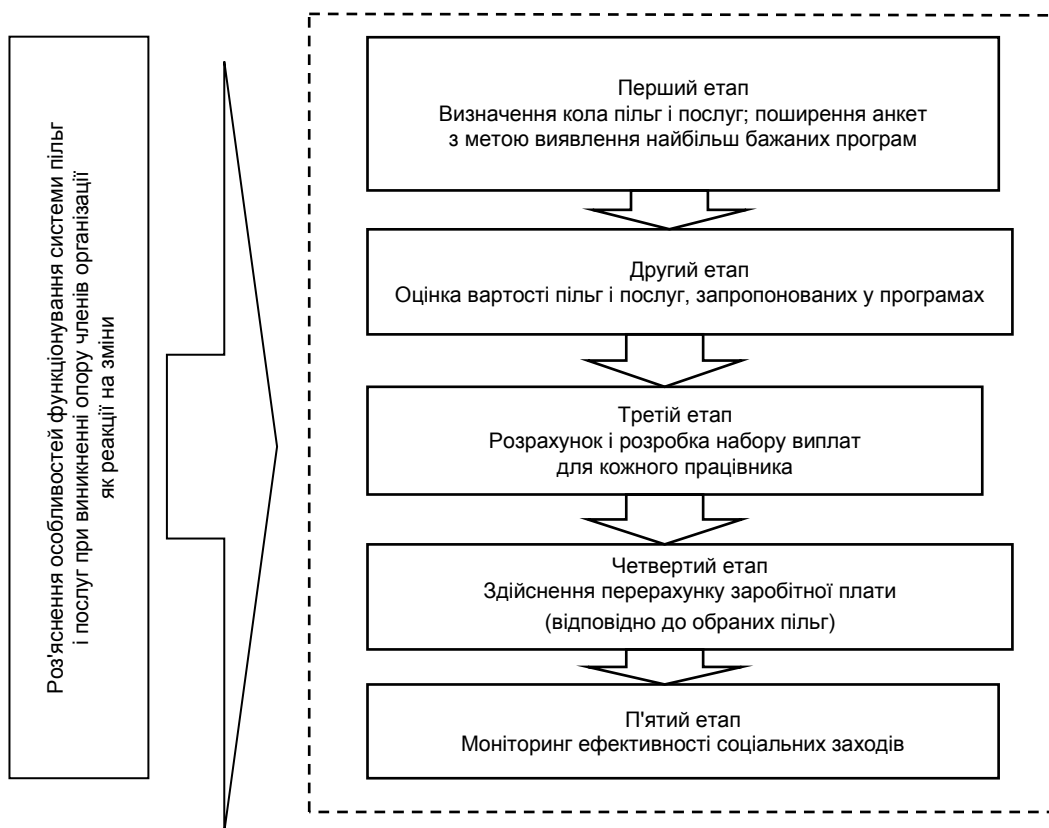 Роз'яснення особливостей функціонування системи пільг
і послуг при виникненні опору членів організації
як реакції на зміни
Перший етап
Визначення кола пільг і послуг; поширення анкет
з метою виявлення найбільш бажаних програм
Другий етап
Оцінка вартості пільг і послуг, запропонованих у програмах
Третій етап
Розрахунок і розробка набору виплат
для кожного працівника
Четвертий етап
Здійснення перерахунку заробітної плати
(відповідно до обраних пільг)
П'ятий етап
Моніторинг ефективності соціальних заходів